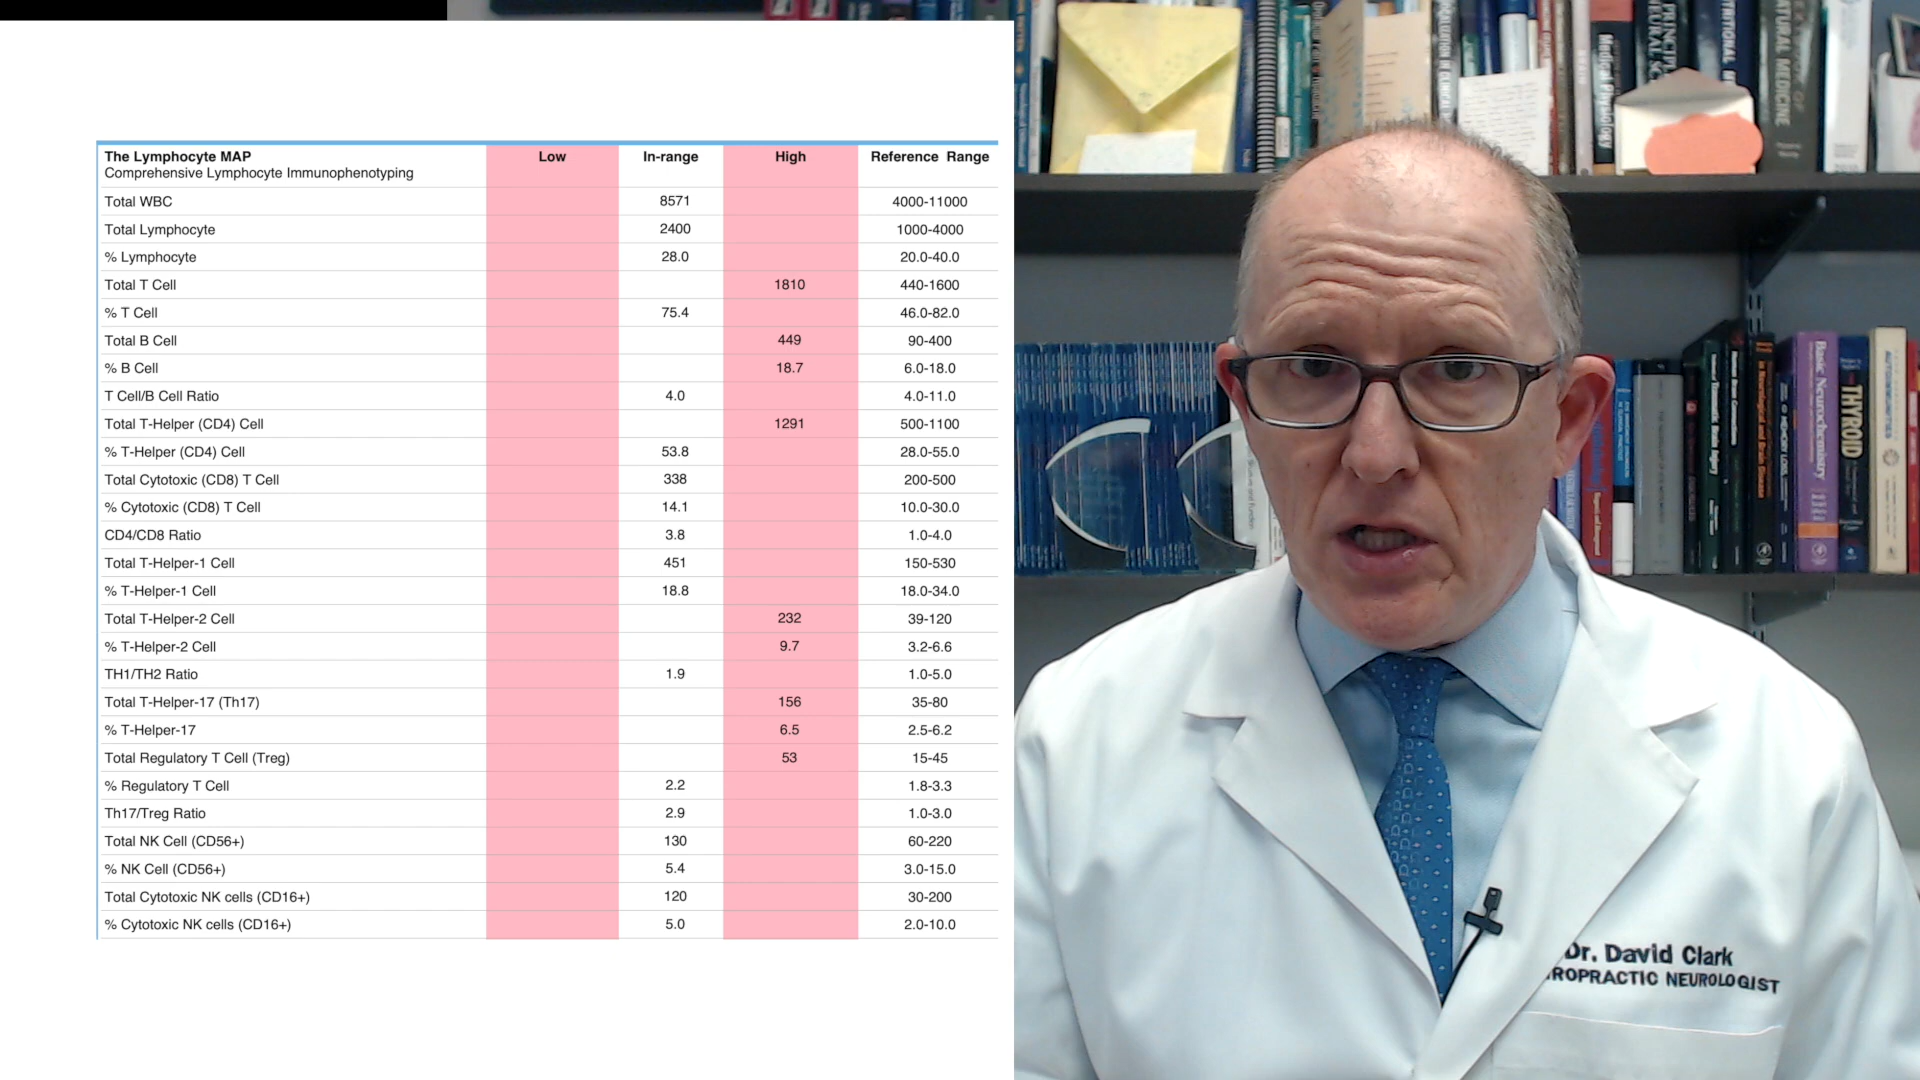 The Lymphocyte MAP Low In-range High Reference Range
Comprehensive Lymphocyte Immunophenotyping
Total WBC 8571 4000-11000
Total Lymphocyte 2400 1000-4000
% Lymphocyte 28.0 20.0-40.0
Total T Cell 1810 440-1600
% T Cell 75.4 46.0-82.0
Total B Cell 449 90-400
% B Cell 18.7 6.0-18.0
T Cell/B Cell Ratio 4.0 4.0-11.0
Total T-Helper (CD4) Cell 1291 500-1100
% T-Helper (CD4) Cell 53.8 28.0-55.0
Total Cytotoxic (CD8) T Cell 338 200-500
% Cytotoxic (CD8) T Cell 14.1 10.0-30.0
CD4/CD8 Ratio 3.8 1.0-4.0
Total T-Helper-1 Cell 451 150-530
% T-Helper-1 Cell 18.8 18.0-34.0
Total T-Helper-2 Cell 232 39-120
% T-Helper-2 Cell 9.7 3.2-6.6
TH1/TH2 Ratio 1.9 1.0-5.0
Total T-Helper-17 (Th17) 156 35-80
% T-Helper-17 6.5 2.5-6.2
Total Regulatory T Cell (Treg) 53 15-45
% Regulatory T Cell 2.2 1.8-3.3
Th17/Treg Ratio 2.9 1.0-3.0
Total NK Cell (CD56+) 130 60-220
% NK Cell (CD56+) 5.4 3.0-15.0
Total Cytotoxic NK cells (CD16+) 120 30-200
% Cytotoxic NK cells (CD16+) 5.0 2.0-10.0
Medical Physiology
Basic Neurochemistry
THYROID
Dr. David Clark
ROPRACTIC NEUROLOGIST